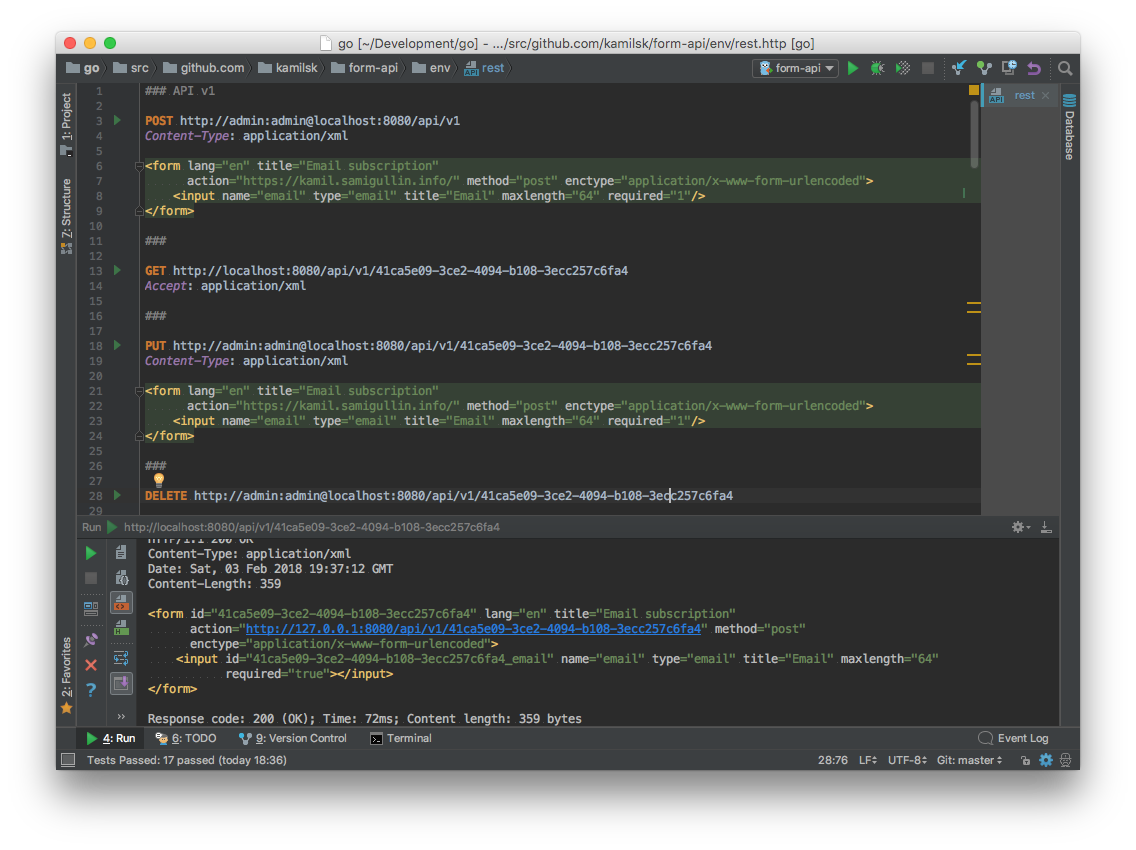 go [~/Development/go] - .../src/github.com/kamilsk/form-api/env/rest.http [go]
go src github.com kamilsk form-api env rest form-api
1: Project
7: Structure
2: Favorites
rest
Database
1 ### API v1
2
3 POST http://admin:admin@localhost:8080/api/v1
4 Content-Type: application/xml
5
6 <form lang="en" title="Email subscription"
7 action="https://kamil.samigullin.info/" method="post" enctype="application/x-www-form-urlencoded">
8 <input name="email" type="email" title="Email" maxlength="64" required="1"/>
9 </form>
10
11 ###
12
13 GET http://localhost:8080/api/v1/41ca5e09-3ce2-4094-b108-3ecc257c6fa4
14 Accept: application/xml
15
16 ###
17
18 PUT http://admin:admin@localhost:8080/api/v1/41ca5e09-3ce2-4094-b108-3ecc257c6fa4
19 Content-Type: application/xml
20
21 <form lang="en" title="Email subscription"
22 action="https://kamil.samigullin.info/" method="post" enctype="application/x-www-form-urlencoded">
23 <input name="email" type="email" title="Email" maxlength="64" required="1"/>
24 </form>
25
26 ###
27
28 DELETE http://admin:admin@localhost:8080/api/v1/41ca5e09-3ce2-4094-b108-3ecc257c6fa4
29
Run http://localhost:8080/api/v1/41ca5e09-3ce2-4094-b108-3ecc257c6fa4
HTTP/1.1 200 OK
Content-Type: application/xml
Date: Sat, 03 Feb 2018 19:37:12 GMT
Content-Length: 359
<form id="41ca5e09-3ce2-4094-b108-3ecc257c6fa4" lang="en" title="Email subscription"
action="http://127.0.0.1:8080/api/v1/41ca5e09-3ce2-4094-b108-3ecc257c6fa4" method="post"
enctype="application/x-www-form-urlencoded">
<input id="41ca5e09-3ce2-4094-b108-3ecc257c6fa4_email" name="email" type="email" title="Email" maxlength="64"
required="true"></input>
</form>
Response code: 200 (OK); Time: 72ms; Content length: 359 bytes
4: Run 6: TODO 9: Version Control Terminal Event Log
Tests Passed: 17 passed (today 18:36) 28:76 LF UTF-8 Git: master